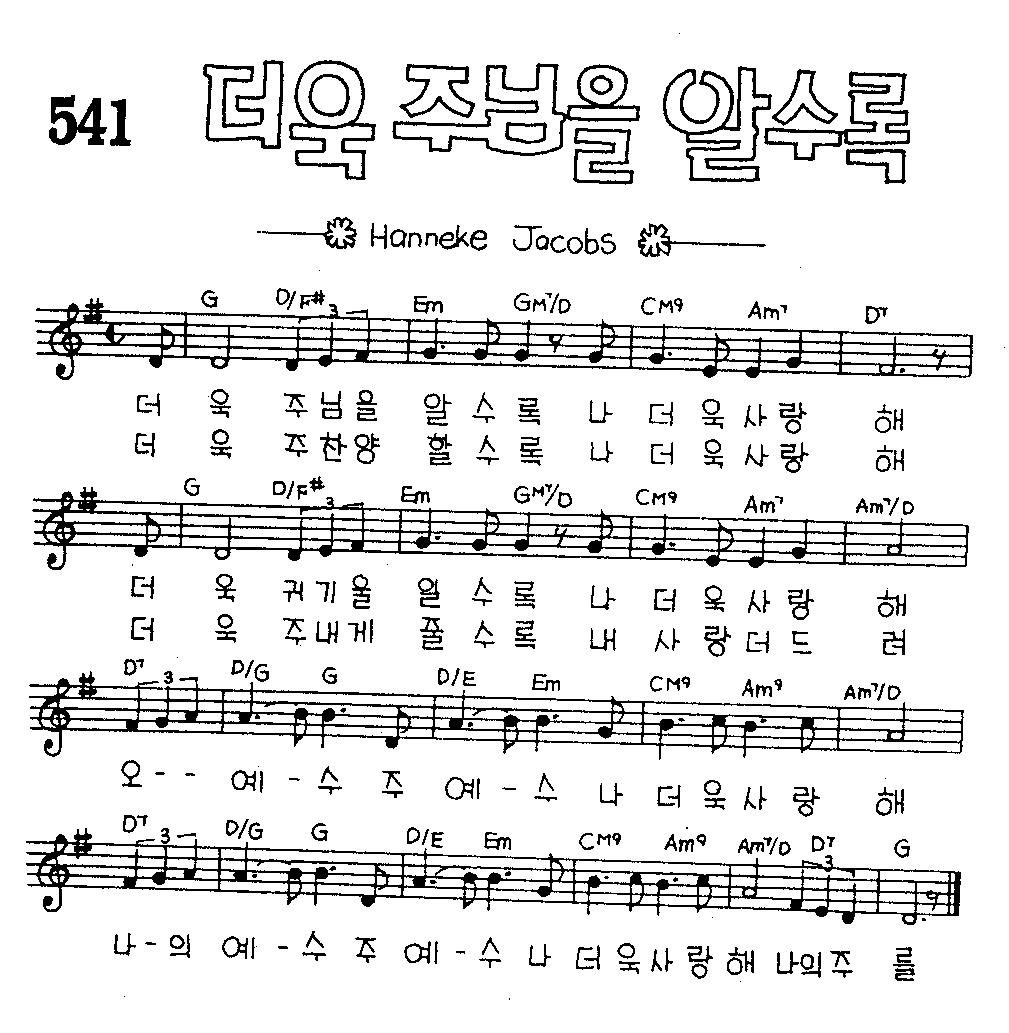 541
더욱 주님을 알수록
Hanneke Jacobs
G D/F# 3 Em GM7/D CM9 Am7 D7
더 욱 주 님 을 알 수 록 나 더 욱 사 랑 해
더 욱 주 찬 양 할 수 록 나 더 욱 사 랑 해
G D/F# 3 Em GM7/D CM9 Am7 Am7/D
더 욱 귀 기 울 일 수 록 나 더 욱 사 랑 해
더 욱 주 내 게 줄 수 록 내 사 랑 더 드 려
D7 3 D/G G D/E Em CM9 Am9 Am7/D
오 - - 예 - 수 주 예 - 수 나 더 욱 사 랑 해
D7 3 D/G G D/E Em CM9 Am9 Am7/D D7 3 G
나 - 의 예 - 수 주 예 - 수 나 더 욱 사 랑 해 나 의 주 를